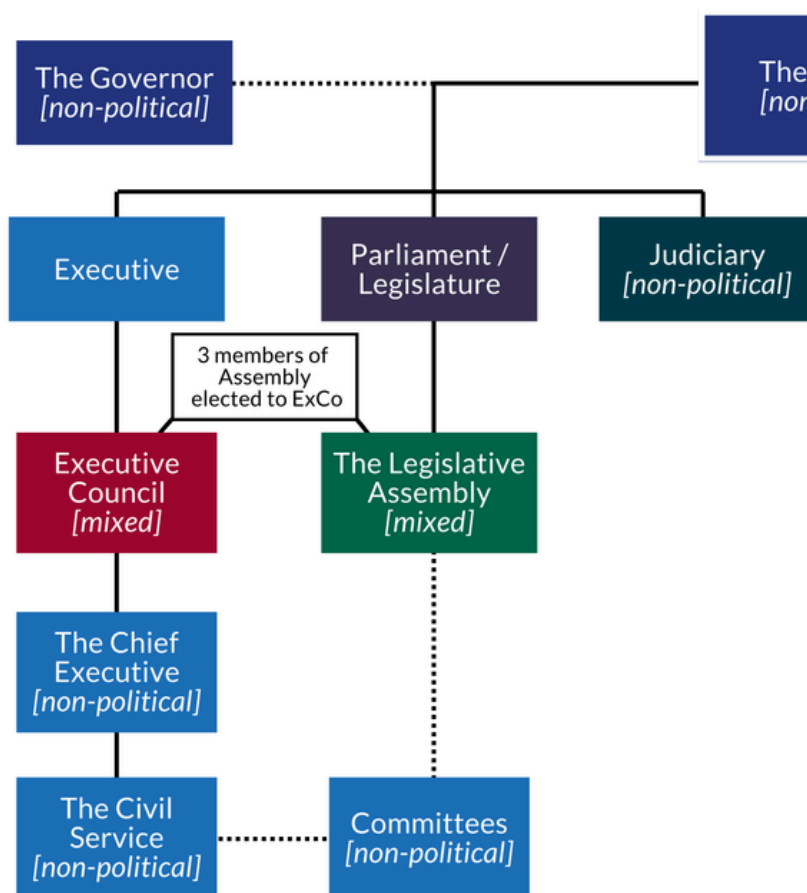 The Governor
[non-political]
The
Executive
Parliament /
Legislature
Judiciary
[non-political]
3 members of
Assembly
elected to ExCo
Executive
Council
[mixed]
The Legislative
Assembly
[mixed]
The Chief
Executive
[non-political]
The Civil
Service
[non-political]
Committees
[non-political]